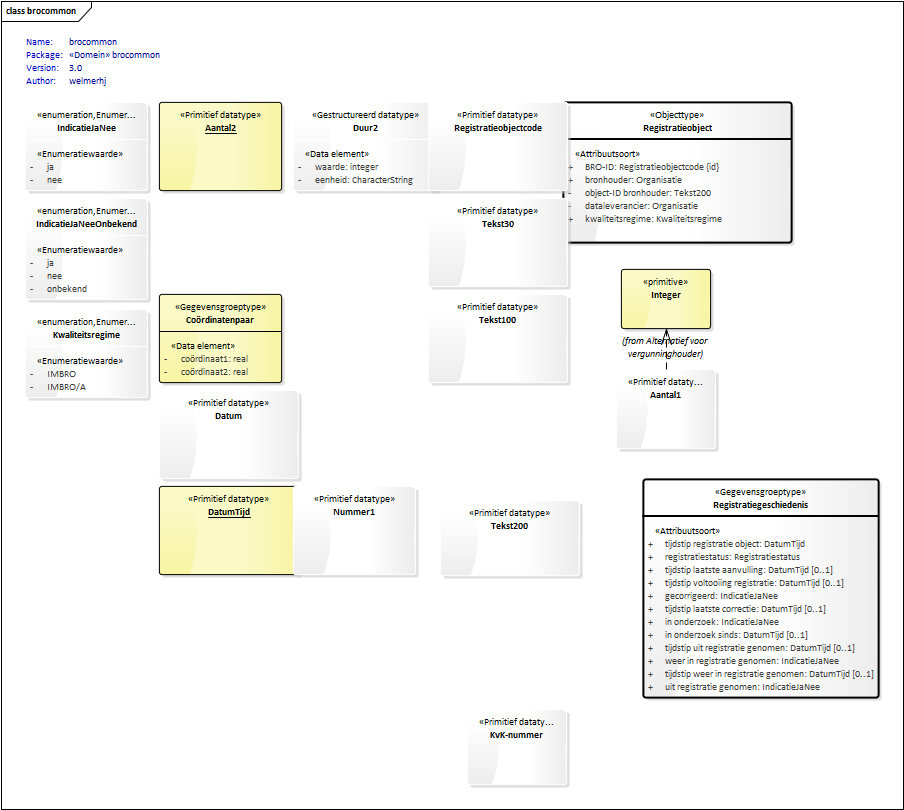 class brocommon
Name: brocommon
Package: «Domein» brocommon
Version: 3.0
Author: welmerhj
«enumeration,Enumer...
IndicatieJaNee
«Enumeratiewaarde»
- ja
- nee
«Primitief datatype»
Aantal2
«Gestructureerd datatype»
Duur2
«Data element»
- waarde: integer
- eenheid: CharacterString
«Primitief datatype»
Registratieobjectcode
«Objecttype»
Registratieobject
«Attribuutsoort»
+ BRO-ID: Registratieobjectcode {id}
+ bronhouder: Organisatie
- object-ID bronhouder: Tekst200
- dataleverancier: Organisatie
+ kwaliteitsregime: Kwaliteitsregime
«enumeration,Enumer...
IndicatieJaNeeOnbekend
«Enumeratiewaarde»
- ja
- nee
- onbekend
«Primitief datatype»
Tekst30
«primitive»
Integer
(from Alternatief voor
vergunninghouder)
«Gegevensgroeptype»
Coördinatenpaar
«Data element»
- coördinaat1: real
- coördinaat2: real
«Primitief datatype»
Tekst100
«enumeration,Enumer...
Kwaliteitsregime
«Enumeratiewaarde»
- IMBRO
- IMBRO/A
«Primitief dataty...
Aantal1
«Primitief datatype»
Datum
«Primitief datatype»
DatumTijd
«Primitief datatype»
Nummer1
«Primitief datatype»
Tekst200
«Gegevensgroeptype»
Registratiegeschiedenis
«Attribuutsoort»
+ tijdstip registratie object: DatumTijd
+ registratiestatus: Registratiestatus
+ tijdstip laatste aanvulling: DatumTijd [0..1]
+ tijdstip voltooiing registratie: DatumTijd [0..1]
+ gecorrigeerd: IndicatieJaNee
+ tijdstip laatste correctie: DatumTijd [0..1]
+ in onderzoek: IndicatieJaNee
+ in onderzoek sinds: DatumTijd [0..1]
+ tijdstip uit registratie genomen: DatumTijd [0..1]
+ weer in registratie genomen: IndicatieJaNee
+ tijdstip weer in registratie genomen: DatumTijd [0..1]
+ uit registratie genomen: IndicatieJaNee
«Primitief dataty...
KvK-nummer